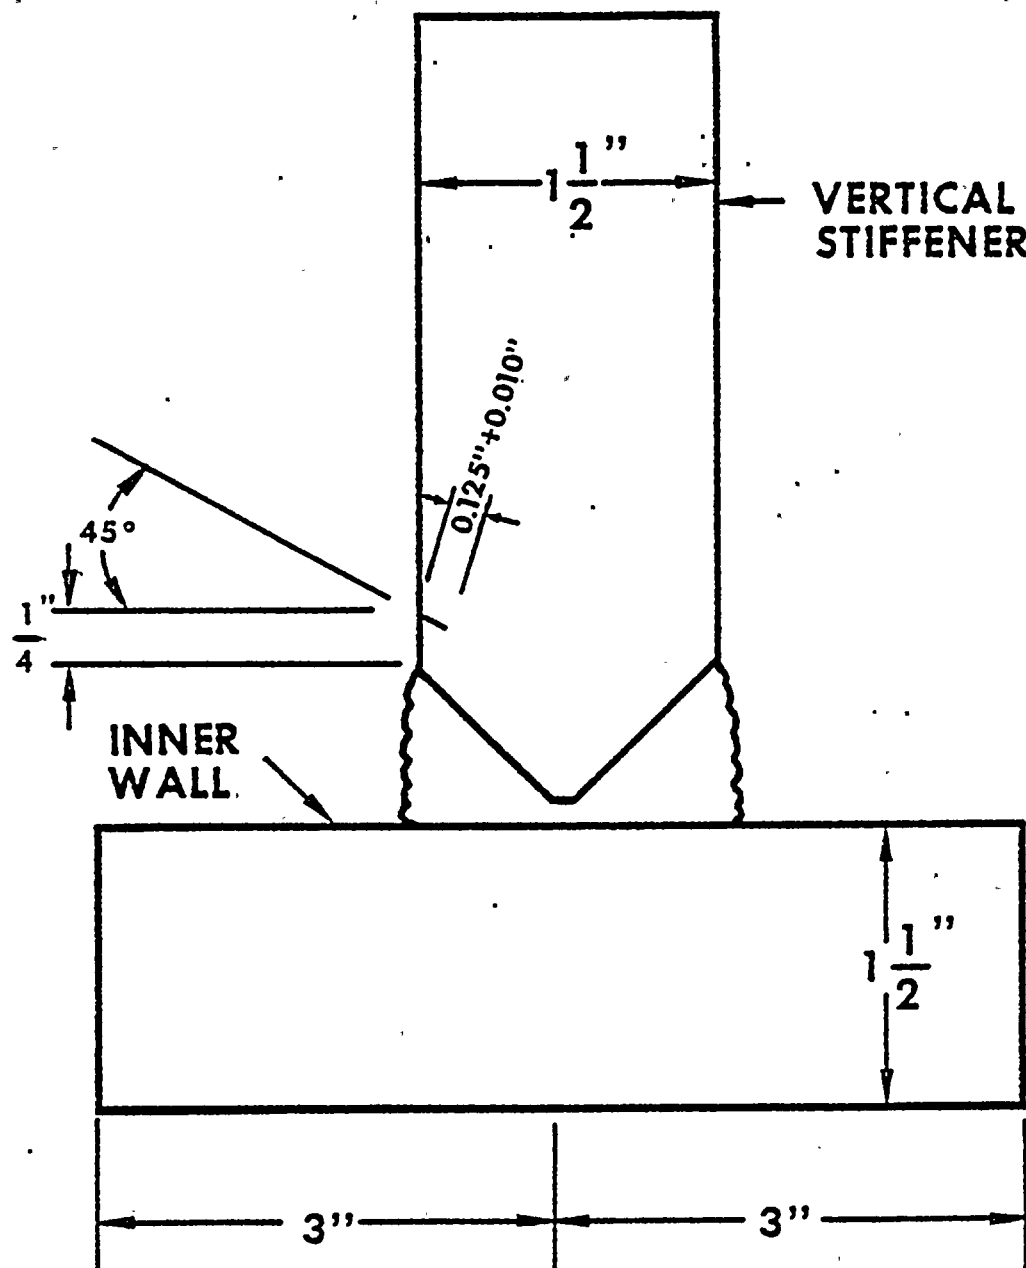 1 1/2"
VERTICAL
STIFFENER
0.125"+0.010"
45°
1/4"
INNER
WALL
1 1/2"
3"
3"